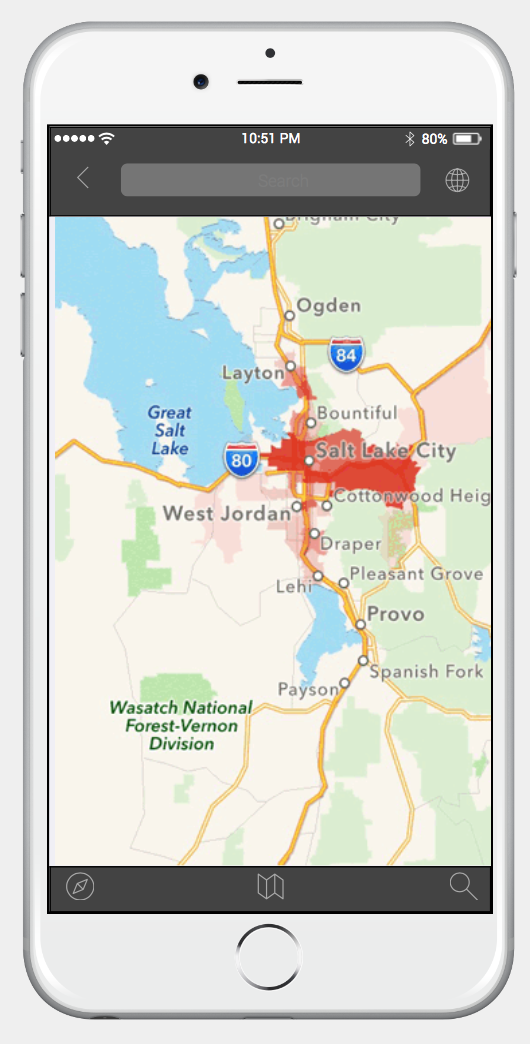 10:51 PM
80%
Search
Brigham City
Ogden
84
Layton
Bountiful
Great
Salt
Lake
80
Salt Lake City
Cottonwood Heig
West Jordan
Draper
Lehi
Pleasant Grove
Provo
Spanish Fork
Payson
Wasatch National
Forest-Vernon
Division